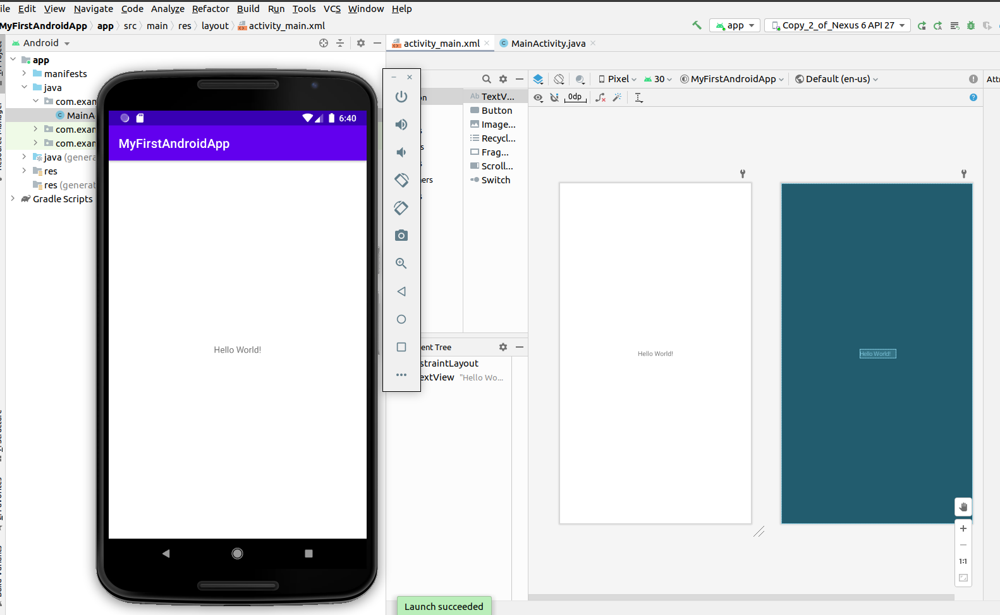 ile Edit View Navigate Code Analyze Refactor Build Run Tools VCS Window Help
MyFirstAndroidApp app src main res layout activity_main.xml
app Copy_2_of_Nexus 6 API 27
Android
activity_main.xml MainActivity.java
app
manifests
java
com.exan
MainA
com.exan
com.exan
java (genera
res
res (generat
Gradle Scripts
6:40
MyFirstAndroidApp
Hello World!
on
s
s
s
ners
s
Ab TextV...
Button
Image...
Recycl...
Frag...
Scroll...
Switch
Pixel 30 MyFirstAndroidApp Default (en-us)
Attr
0dp
ent Tree
straintLayout
extView "Hello Wo...
Hello World!
Hello World!
1:1
Launch succeeded